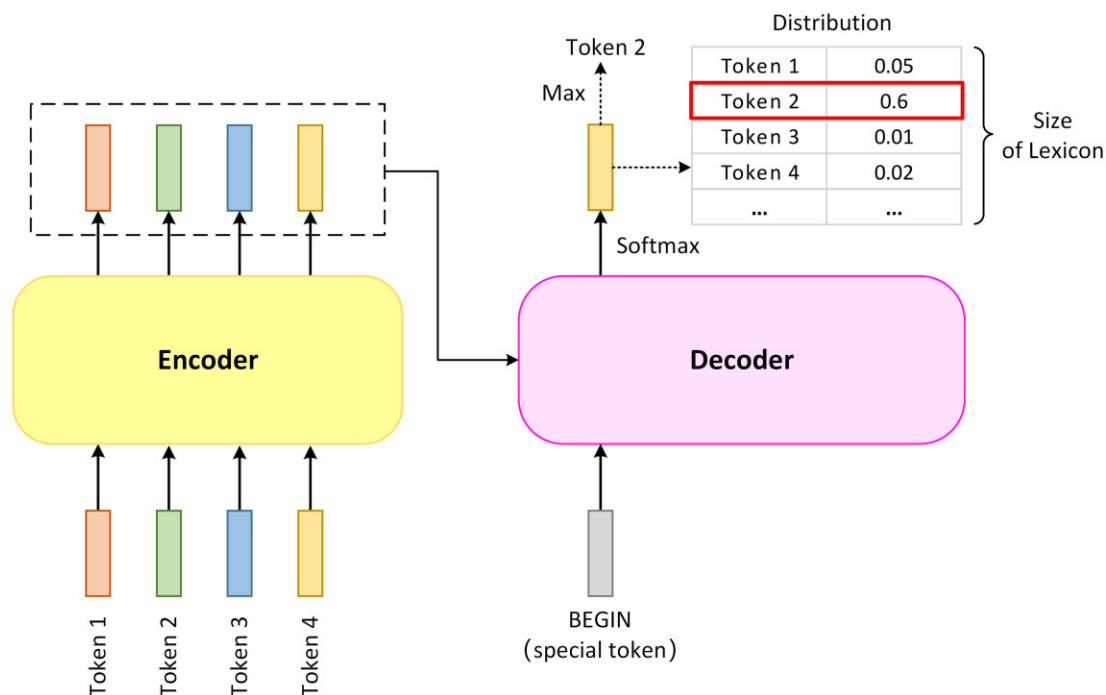 Distribution
Token 2
Max
Token 1 0.05
Token 2 0.6
Token 3 0.01
Token 4 0.02
... ...
Size
of Lexicon
Softmax
Encoder
Decoder
Token 1
Token 2
Token 3
Token 4
BEGIN
(special token)